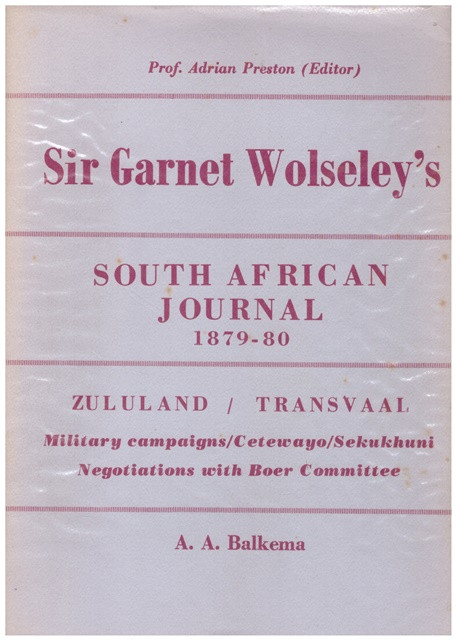 Prof. Adrian Preston (Editor)
Sir Garnet Wolseley's
SOUTH AFRICAN
JOURNAL
1879-80
ZULULAND / TRANSVAAL
Military campaigns/Cetewayo/Sekukhuni
Negotiations with Boer Committee
A. A. Balkema